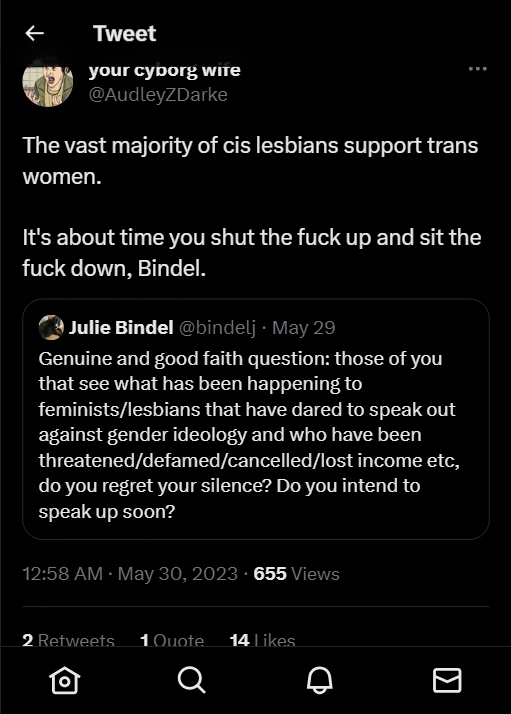 Tweet
your cyborg wife
@AudleyZDarke
The vast majority of cis lesbians support trans
women.
It's about time you shut the fuck up and sit the
fuck down, Bindel.
Julie Bindel @bindelj · May 29
Genuine and good faith question: those of you
that see what has been happening to
feminists/lesbians that have dared to speak out
against gender ideology and who have been
threatened/defamed/cancelled/lost income etc,
do you regret your silence? Do you intend to
speak up soon?
12:58 AM · May 30, 2023 · 655 Views
2 Retweets 1 Quote 14 Likes